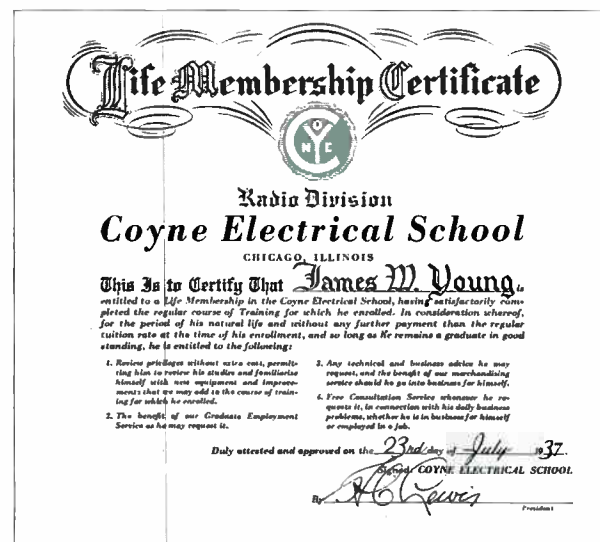 Life Membership Certificate
C O Y N E
Radio Division
Coyne Electrical School
CHICAGO, ILLINOIS
This Is to Certify That James W. Young is
entitled to a Life Membership in the Coyne Electrical School, having satisfactorily com-
pleted the regular course of Training for which he enrolled. In consideration whereof,
for the period of his natural life and without any further payment than the regular
tuition rate at the time of his enrollment, and so long as He remains a graduate in good
standing, he is entitled to the following:
1. Review privileges without extra cost, permit-
ting him to review his studies and familiarize
himself with new equipment and improve-
ments that we may add to the course of train-
ing for which he enrolled.
2. The benefit of our Graduate Employment
Service as he may request it.
3. Any technical and business advice he may
request, and the benefit of our merchandising
service should he go into business for himself.
4. Free Consultation Service whenever he re-
quests it, in connection with his daily business
problems, whether he is in business for himself
or employed in a job.
Duly attested and approved on the 23rd day of July 1937.
Signed: COYNE ELECTRICAL SCHOOL
By H C Lewis
President